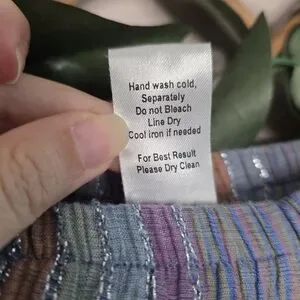 Hand wash cold,
Separately
Do not Bleach
Line Dry
Cool iron if needed
For Best Result
Please Dry Clean